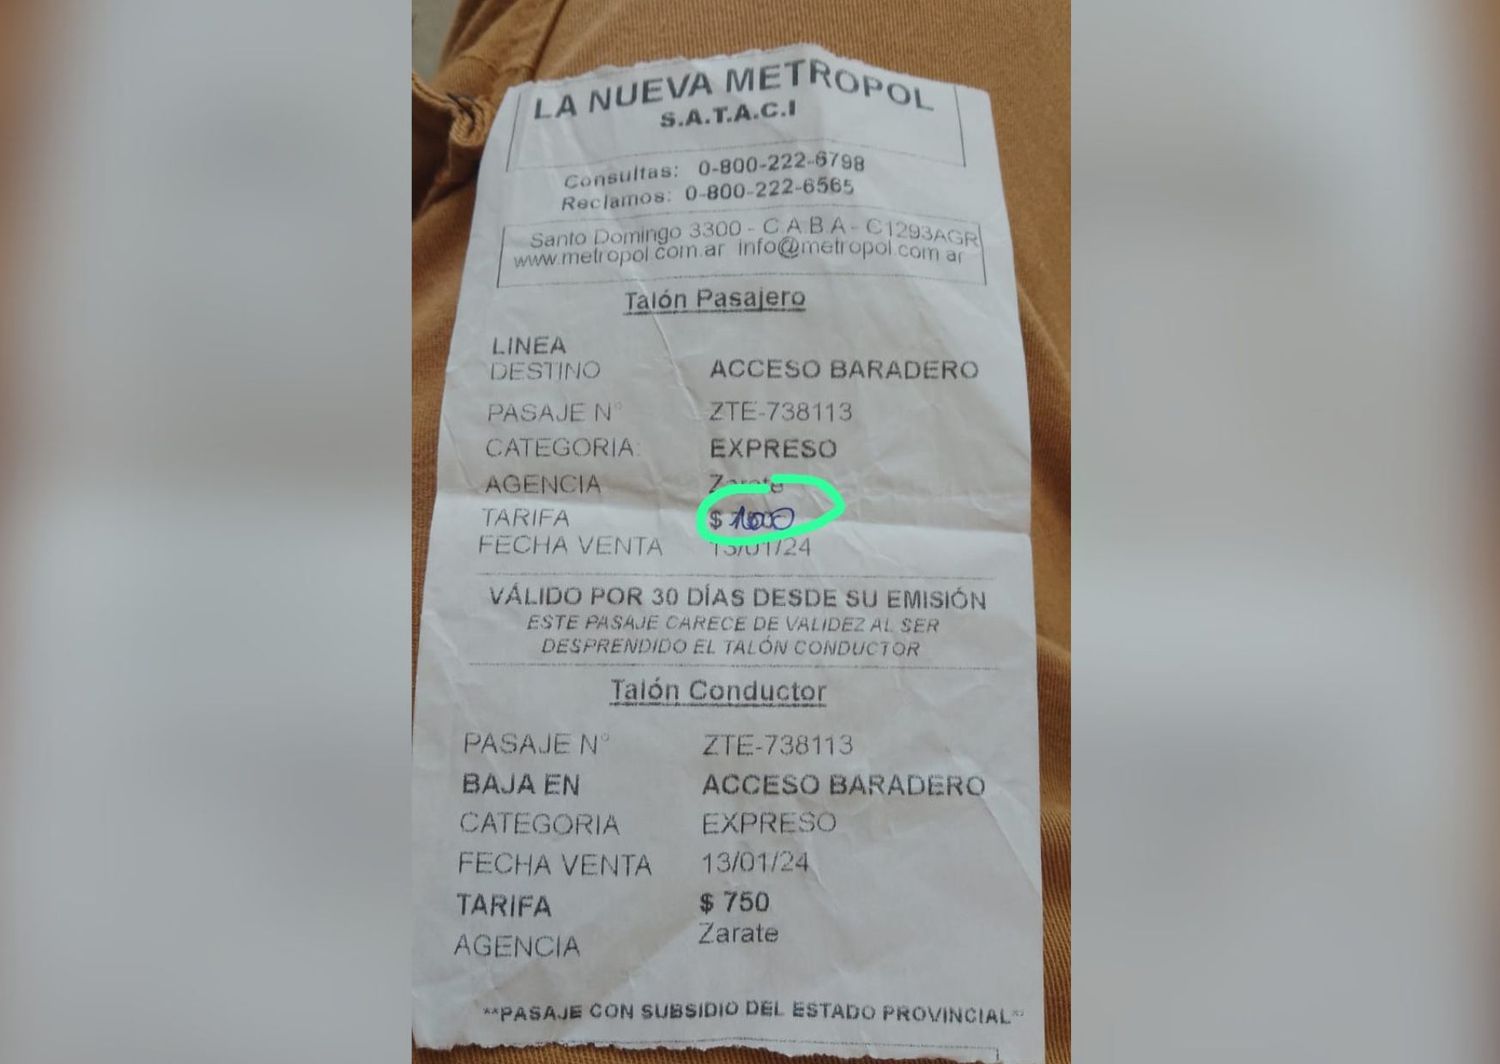 LA NUEVA METROPOL
S.A.T.A.C.I
Consultas: 0-800-222-6798
Reclamos: 0-800-222-6565
Santo Domingo 3300 - C.A.B.A - C1293AGR
www.metropol.com.ar info@metropol.com.ar
Talón Pasajero
LINEA
DESTINO ACCESO BARADERO
PASAJE N° ZTE-738113
CATEGORIA: EXPRESO
AGENCIA Zarate
TARIFA $
FECHA VENTA 13/01/24
VÁLIDO POR 30 DÍAS DESDE SU EMISIÓN
ESTE PASAJE CARECE DE VALIDEZ AL SER
DESPRENDIDO EL TALÓN CONDUCTOR
Talón Conductor
PASAJE N° ZTE-738113
BAJA EN ACCESO BARADERO
CATEGORIA EXPRESO
FECHA VENTA 13/01/24
TARIFA $ 750
AGENCIA Zarate
**PASAJE CON SUBSIDIO DEL ESTADO PROVINCIAL**